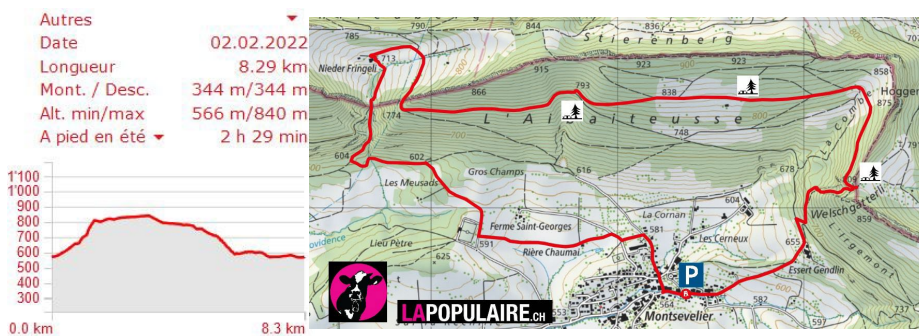 Autres
Date 02.02.2022
Longueur 8.29 km
Mont. / Desc. 344 m/344 m
Alt. min/max 566 m/840 m
A pied en été 2 h 29 min
1'100
1'000
900
800
700
600
500
400
300
0.0 km 8.3 km
790
836
785
844
Stierenberg
713
Nieder Fringeli
915
923
923
858
Hogger
866
793
838
875
774
L'Ai
aiteusse
748
La Combe
604
602
616
678
Gros Champs
Les Meusads
604
Welschgätterli
859
La Cornan
Ferme Saint-Georges
581
Les Cerneux
655
Lirgemont
591
Lieu Pètre
625
Rière Chaumai
Essert Gendlin
P
564
582
Montsevelier
597
737
LAPOPULAIRE.CH